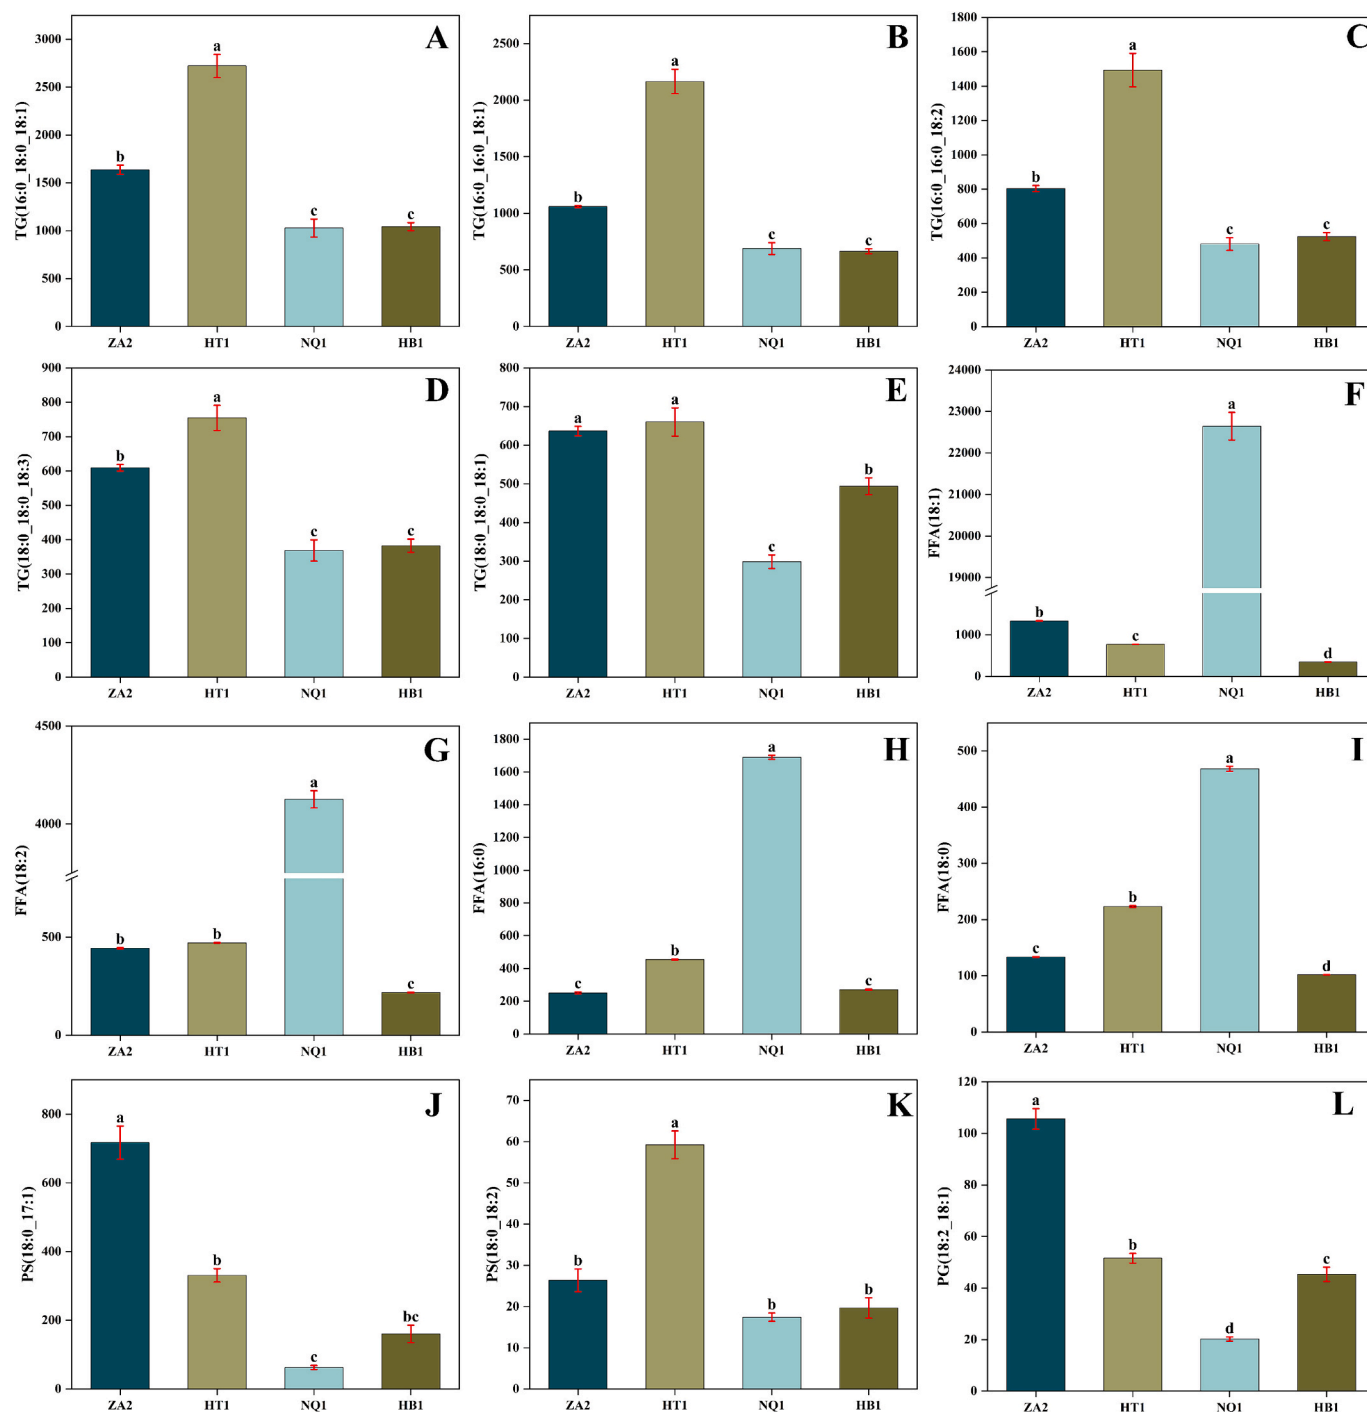 A
TG(16:0_18:0_18:1)
3000
2500
2000
1500
1000
500
0
b
a
c
c
ZA2 HT1 NQ1 HB1
B
TG(16:0_16:0_18:1)
2500
2000
1500
1000
500
0
b
a
c
c
ZA2 HT1 NQ1 HB1
C
TG(16:0_16:0_18:2)
1800
1600
1400
1200
1000
800
600
400
200
0
b
a
c
c
ZA2 HT1 NQ1 HB1
D
TG(18:0_18:0_18:3)
900
800
700
600
500
400
300
200
100
0
b
a
c
c
ZA2 HT1 NQ1 HB1
E
TG(18:0_18:0_18:1)
800
700
600
500
400
300
200
100
0
a
a
c
b
ZA2 HT1 NQ1 HB1
F
FFA(18:1)
24000
23000
22000
21000
20000
19000
1000
0
b
c
a
d
ZA2 HT1 NQ1 HB1
G
FFA(18:2)
4500
4000
500
0
b
b
a
c
ZA2 HT1 NQ1 HB1
H
FFA(16:0)
1800
1600
1400
1200
1000
800
600
400
200
0
c
b
a
c
ZA2 HT1 NQ1 HB1
I
FFA(18:0)
500
400
300
200
100
0
c
b
a
d
ZA2 HT1 NQ1 HB1
J
PS(18:0_17:1)
800
600
400
200
0
a
b
c
bc
ZA2 HT1 NQ1 HB1
K
PS(18:0_18:2)
70
60
50
40
30
20
10
0
b
a
b
b
ZA2 HT1 NQ1 HB1
L
PG(18:2_18:1)
120
100
80
60
40
20
0
a
b
d
c
ZA2 HT1 NQ1 HB1